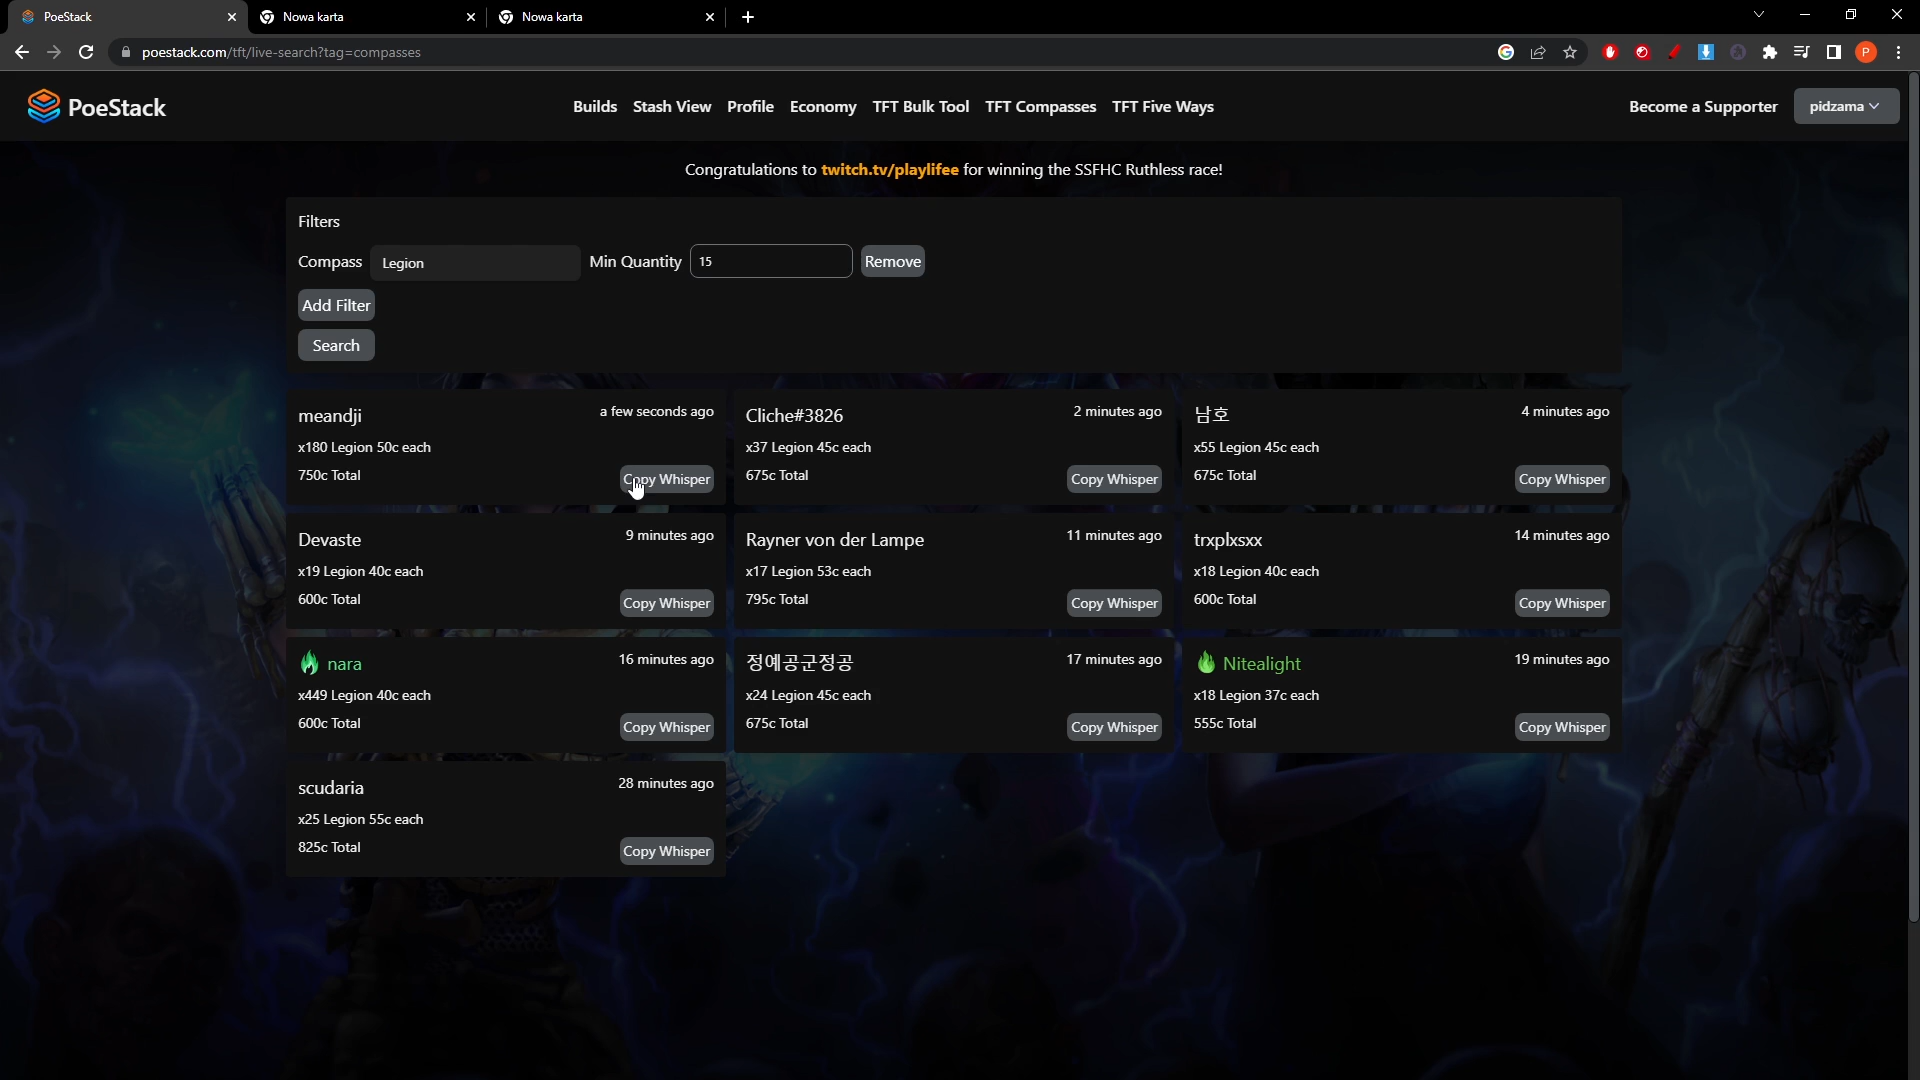 PoeStack
Nowa karta
Nowa karta
poestack.com/tft/live-search?tag=compasses
P
PoeStack
Builds Stash View Profile Economy TFT Bulk Tool TFT Compasses TFT Five Ways
Become a Supporter
pidzama
Congratulations to twitch.tv/playlifee for winning the SSFHC Ruthless race!
Filters
Compass Legion Min Quantity 15 Remove
Add Filter
Search
meandji a few seconds ago
x180 Legion 50c each
750c Total Copy Whisper
Cliche#3826 2 minutes ago
x37 Legion 45c each
675c Total Copy Whisper
남호 4 minutes ago
x55 Legion 45c each
675c Total Copy Whisper
Devaste 9 minutes ago
x19 Legion 40c each
600c Total Copy Whisper
Rayner von der Lampe 11 minutes ago
x17 Legion 53c each
795c Total Copy Whisper
trxplxsxx 14 minutes ago
x18 Legion 40c each
600c Total Copy Whisper
nara 16 minutes ago
x449 Legion 40c each
600c Total Copy Whisper
정예공군정공 17 minutes ago
x24 Legion 45c each
675c Total Copy Whisper
Nitealight 19 minutes ago
x18 Legion 37c each
555c Total Copy Whisper
scudaria 28 minutes ago
x25 Legion 55c each
825c Total Copy Whisper